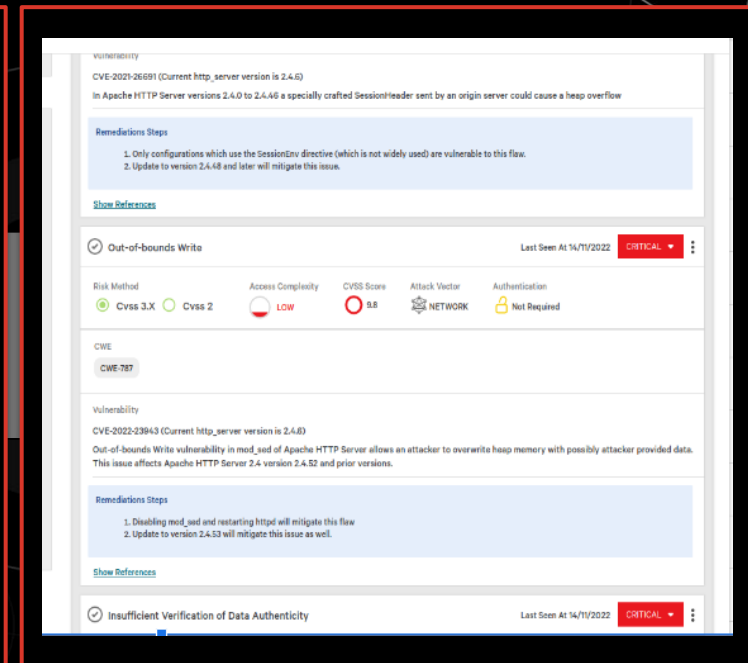 Vulnerability
CVE-2021-26691 (Current http_server version is 2.4.6)
In Apache HTTP Server versions 2.4.0 to 2.4.46 a specially crafted SessionHeader sent by an origin server could cause a heap overflow
Remediations Steps
1. Only configurations which use the SessionEnv directive (which is not widely used) are vulnerable to this flaw.
2. Update to version 2.4.48 and later will mitigate this issue.
Show References
Out-of-bounds Write
Last Seen At 14/11/2022
CRITICAL
Risk Method
Access Complexity
CVSS Score
Attack Vector
Authentication
Cvss 3.X
Cvss 2
LOW
9.8
NETWORK
Not Required
CWE
CWE-787
Vulnerability
CVE-2022-23943 (Current http_server version is 2.4.6)
Out-of-bounds Write vulnerability in mod_sed of Apache HTTP Server allows an attacker to overwrite heap memory with possibly attacker provided data.
This issue affects Apache HTTP Server 2.4 version 2.4.52 and prior versions.
Remediations Steps
1. Disabling mod_sed and restarting httpd will mitigate this flaw
2. Update to version 2.4.53 will mitigate this issue as well.
Show References
Insufficient Verification of Data Authenticity
Last Seen At 14/11/2022
CRITICAL